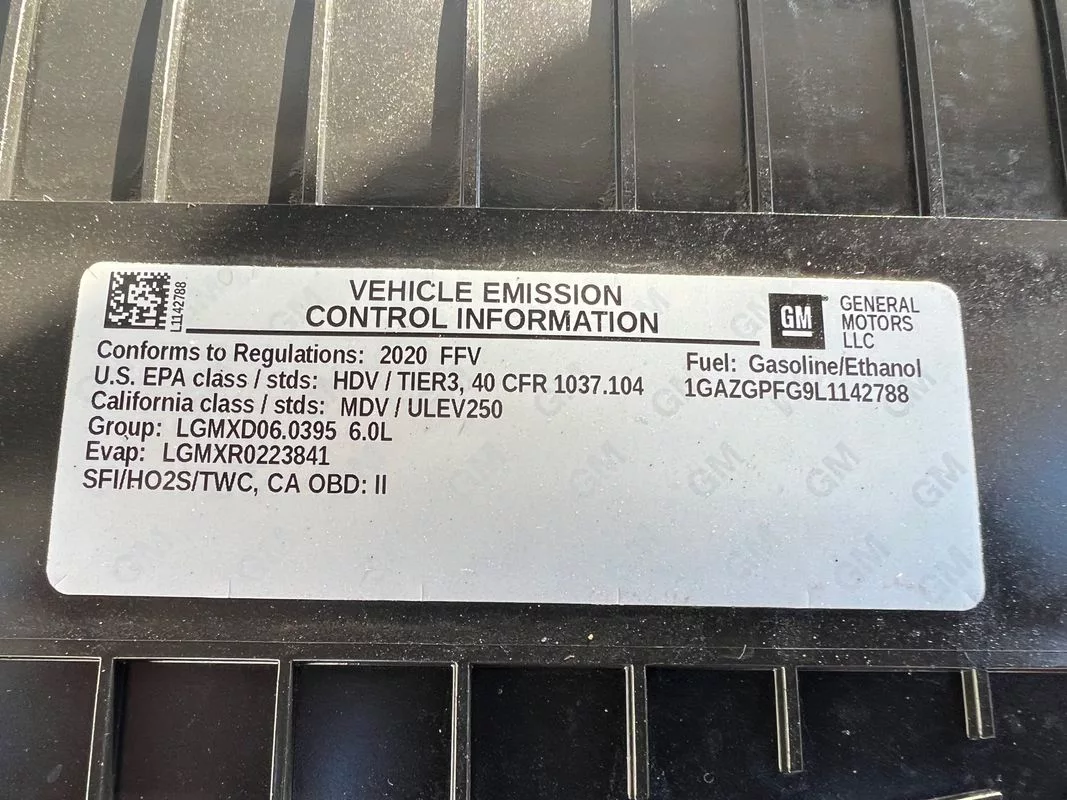 L1142788
VEHICLE EMISSION
CONTROL INFORMATION
GM
GENERAL
MOTORS
LLC
Conforms to Regulations: 2020 FFV
U.S. EPA class / stds: HDV / TIER3, 40 CFR 1037.104
California class / stds: MDV / ULEV250
Group: LGMXD06.0395 6.0L
Evap: LGMXR0223841
SFI/HO2S/TWC, CA OBD: II
Fuel: Gasoline/Ethanol
1GAZGPFG9L1142788